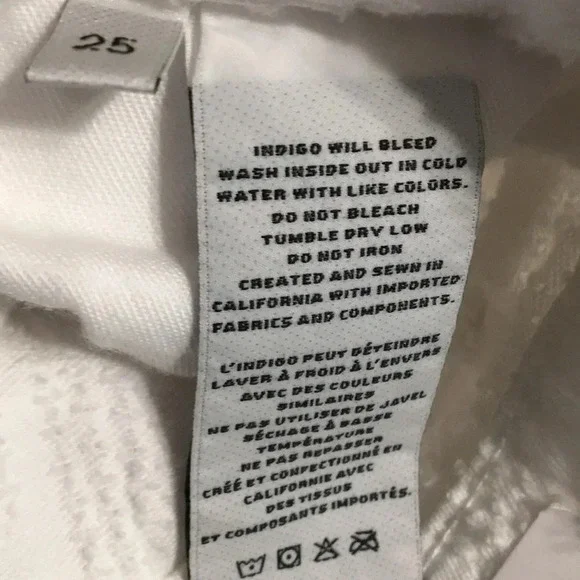 25
INDIGO WILL BLEED
WASH INSIDE OUT IN COLD
WATER WITH LIKE COLORS.
DO NOT BLEACH
TUMBLE DRY LOW
DO NOT IRON
CREATED AND SEWN IN
CALIFORNIA WITH IMPORTED
FABRICS AND COMPONENTS.
L'INDIGO PEUT DÉTEINDRE
LAVER À FROID À L'ENVERS
AVEC DES COULEURS
SIMILAIRES
NE PAS UTILISER DE JAVEL
SÉCHAGE À BASSE
TEMPÉRATURE
NE PAS REPASSER
CRÉÉ ET CONFECTIONNÉ EN
CALIFORNIE AVEC
DES TISSUS
ET COMPOSANTS IMPORTÉS.